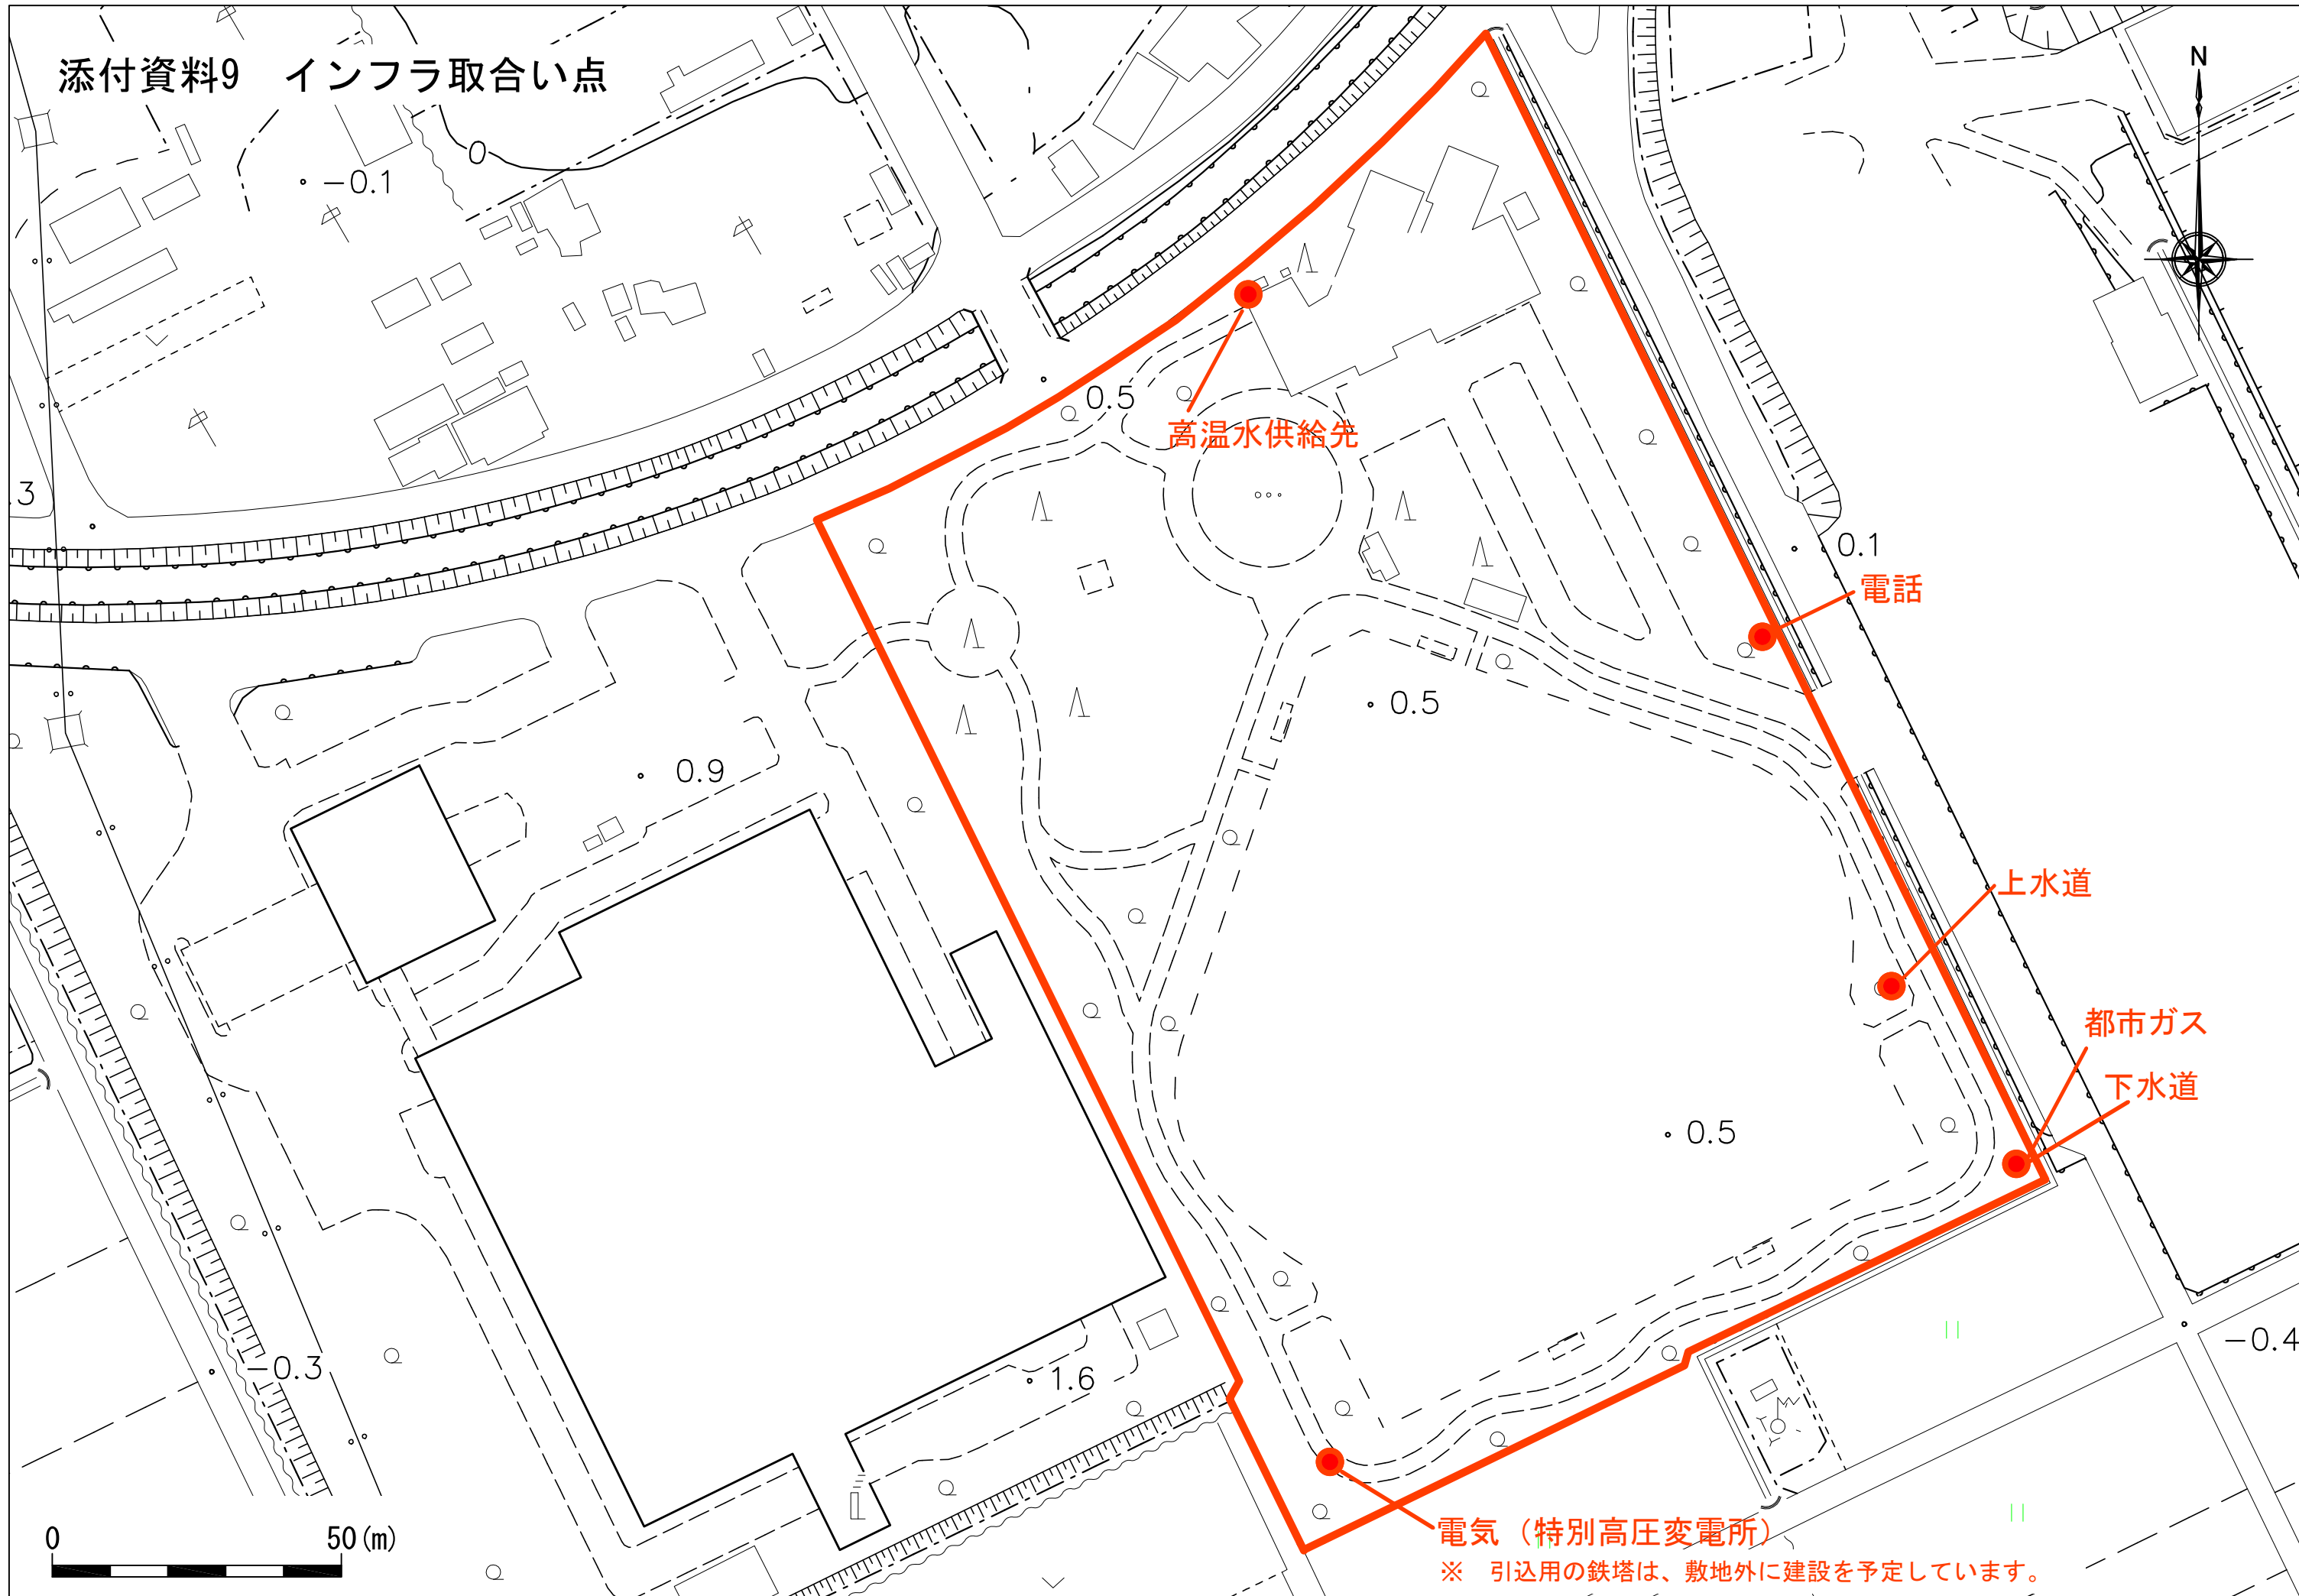 添付資料9　インフラ取合い点
N
0
-0.1
0.5
高温水供給先
.3
0.1
電話
0.5
0.9
上水道
都市ガス
下水道
0.5
-0.4
-0.3
1.6
電気（特別高圧変電所）
※　引込用の鉄塔は、敷地外に建設を予定しています。
0　50(m)